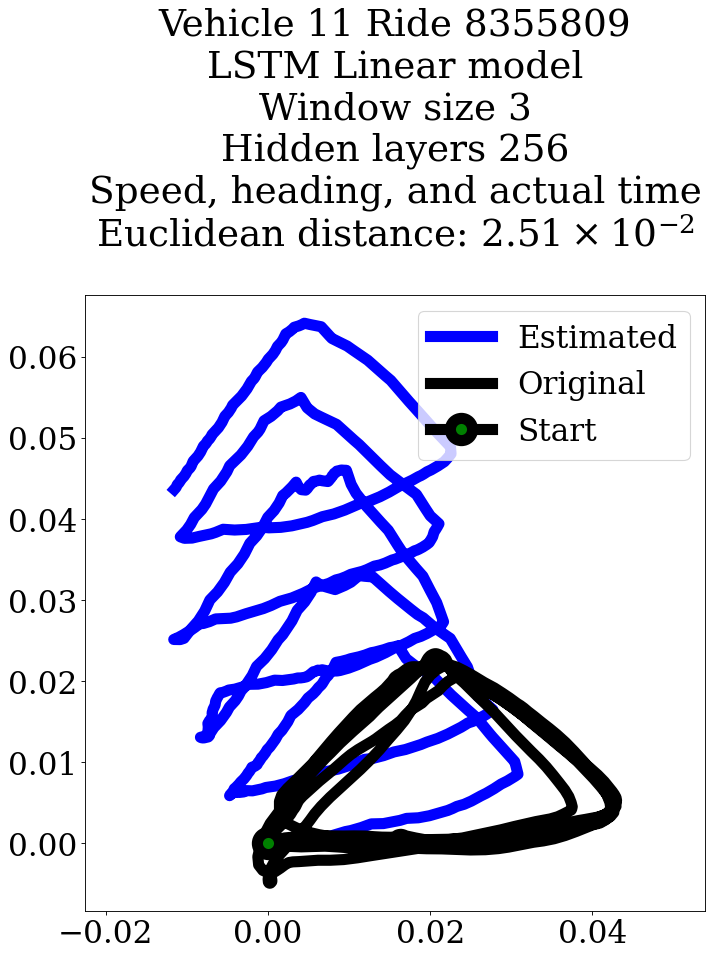 Vehicle 11 Ride 8355809
LSTM Linear model
Window size 3
Hidden layers 256
Speed, heading, and actual time
Euclidean distance: 2.51 × 10⁻²
Estimated
Original
Start
0.06
0.05
0.04
0.03
0.02
0.01
0.00
−0.02 0.00 0.02 0.04